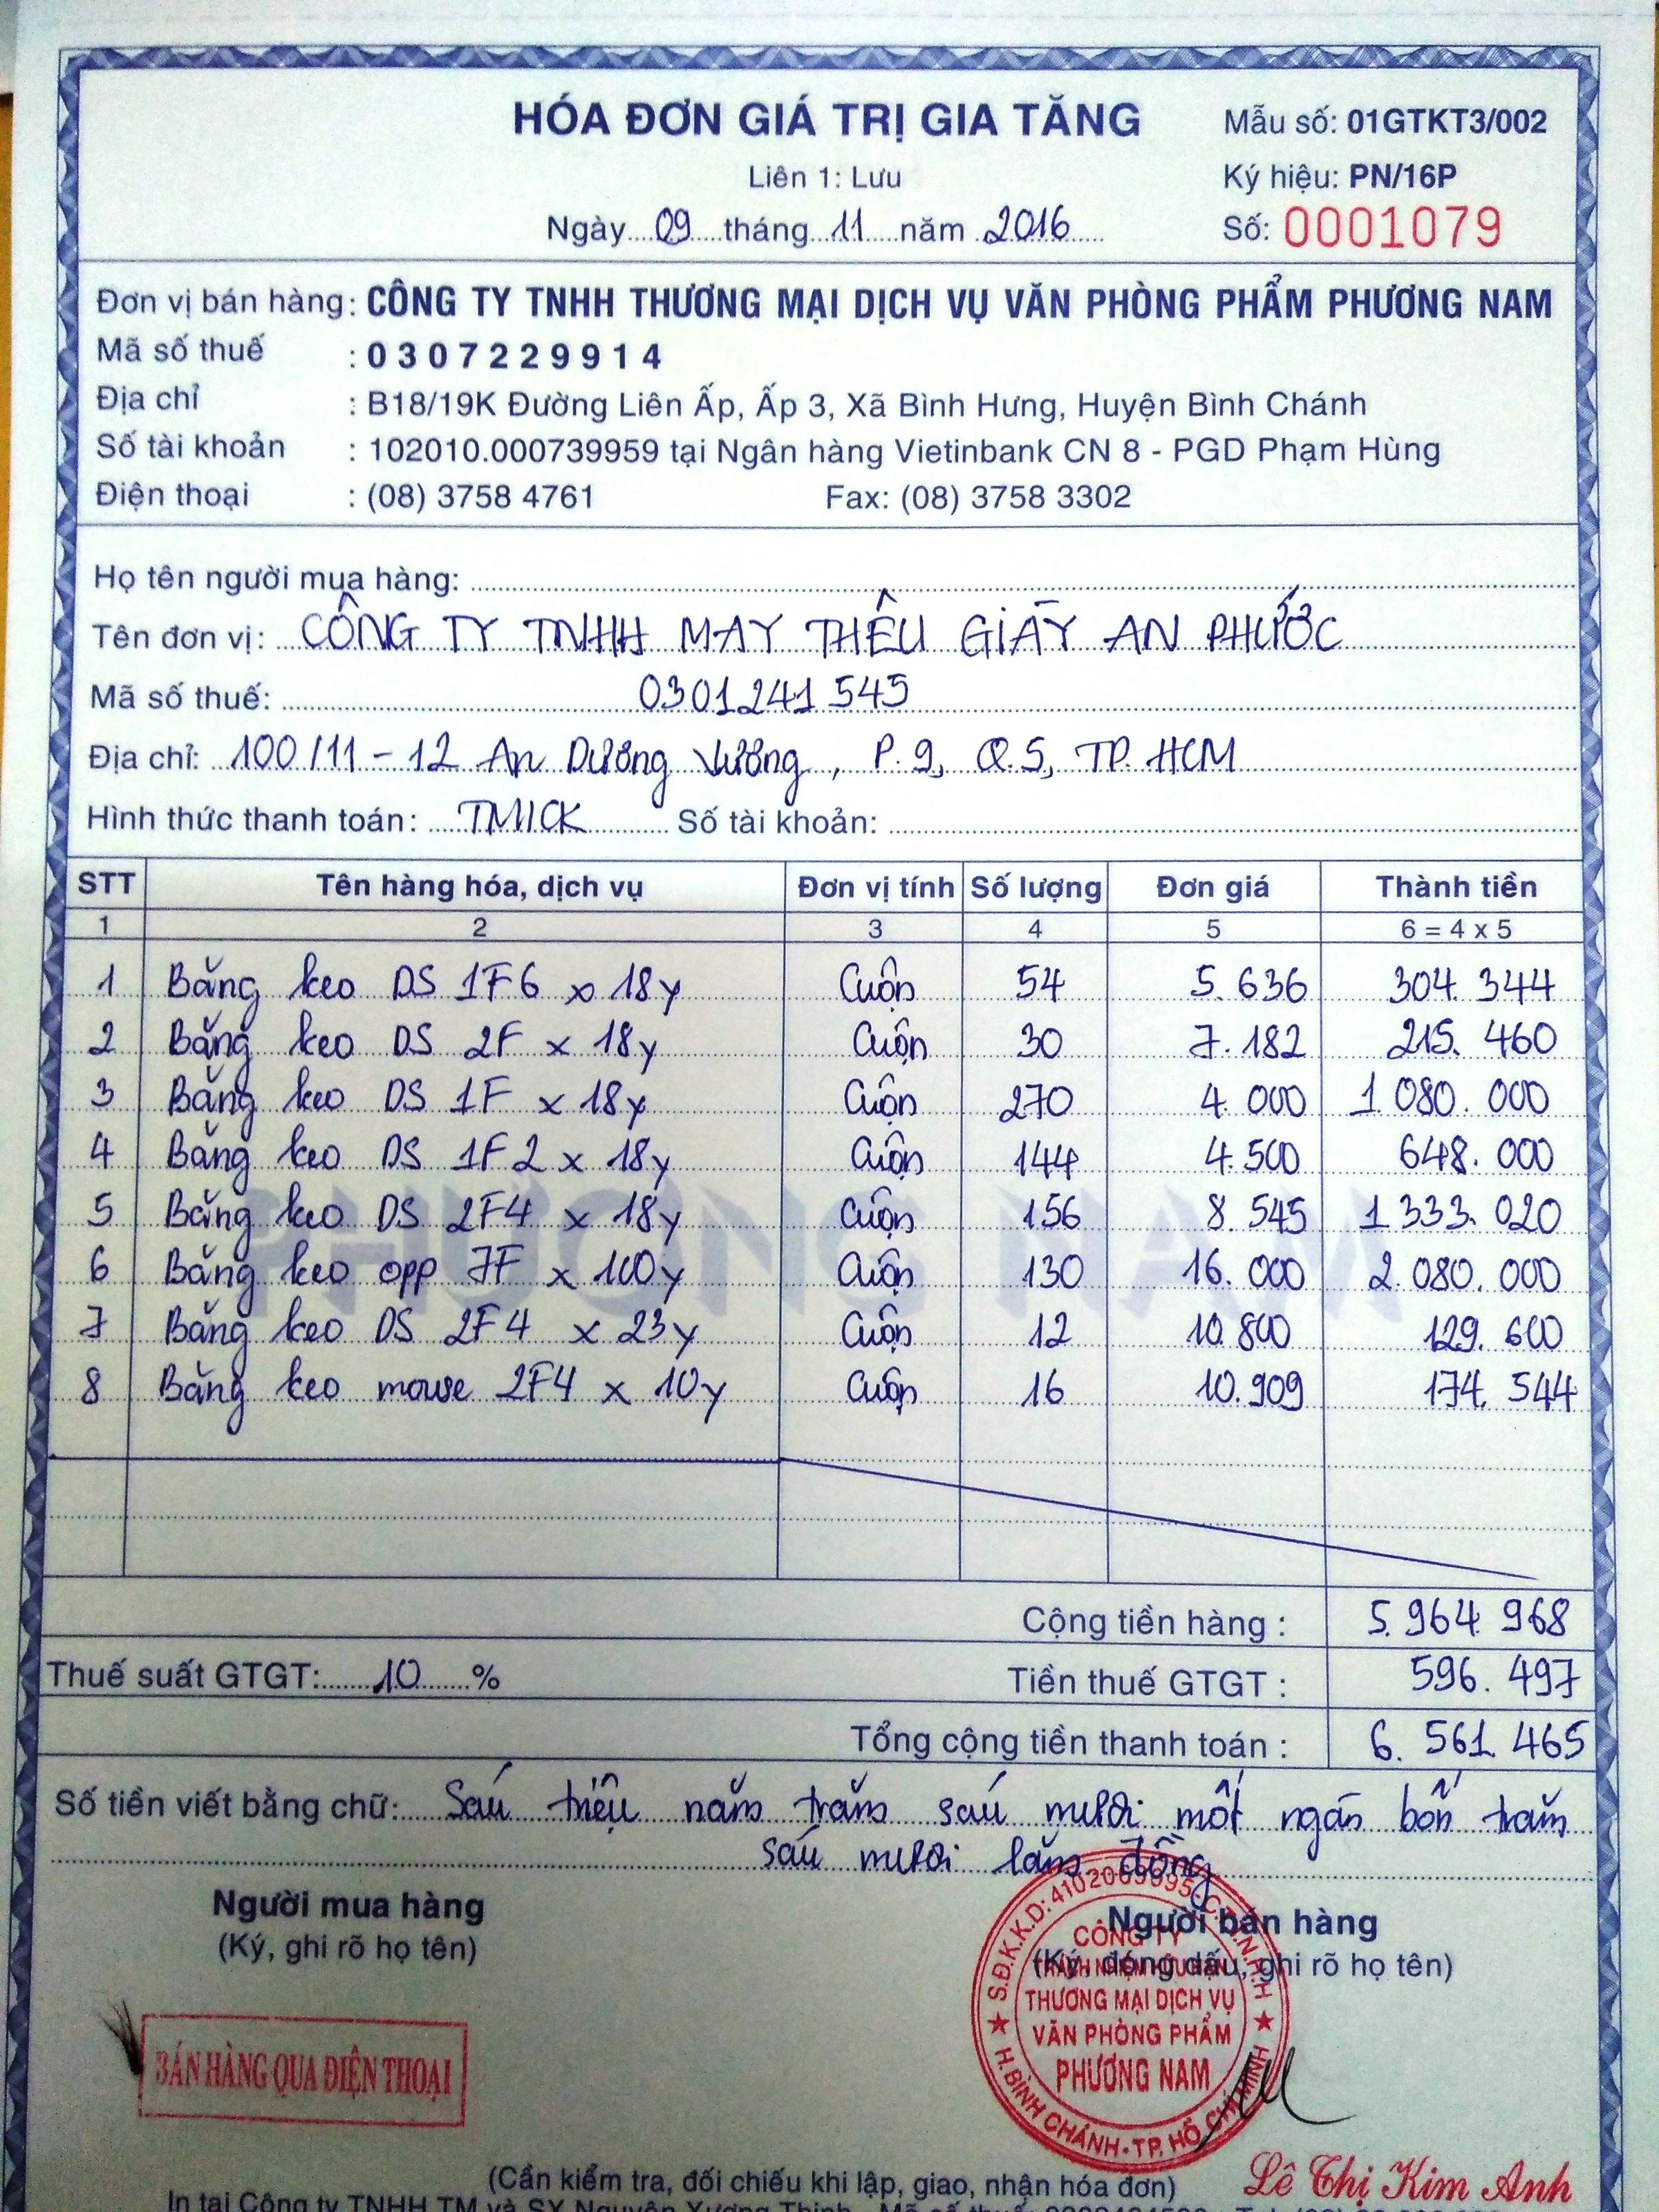 HÓA ĐƠN GIÁ TRỊ GIA TĂNG
Mẫu số: 01GTKT3/002
Liên 1: Lưu
Ký hiệu: PN/16P
Ngày 09 tháng 11 năm 2016
Số: 0001079
Đơn vị bán hàng: CÔNG TY TNHH THƯƠNG MẠI DỊCH VỤ VĂN PHÒNG PHẨM PHƯƠNG NAM
Mã số thuế : 0307229914
Địa chỉ : B18/19K Đường Liên Ấp, Ấp 3, Xã Bình Hưng, Huyện Bình Chánh
Số tài khoản : 102010.000739959 tại Ngân hàng Vietinbank CN 8 - PGD Phạm Hùng
Điện thoại : (08) 3758 4761 Fax: (08) 3758 3302
Họ tên người mua hàng:
Tên đơn vị: CÔNG TY TNHH MAY THÊU GIÀY AN PHƯỚC
Mã số thuế: 0301241545
Địa chỉ: 100/11-12 An Dương Vương, P.9, Q.5, TP. HCM
Hình thức thanh toán: TM/CK Số tài khoản:
STT Tên hàng hóa, dịch vụ Đơn vị tính Số lượng Đơn giá Thành tiền
1 2 3 4 5 6 = 4 x 5
1 Băng keo DS 1F6 x 18y Cuộn 54 5.636 304.344
2 Băng keo DS 2F x 18y Cuộn 30 7.182 215.460
3 Băng keo DS 1F x 18y Cuộn 270 4.000 1.080.000
4 Băng keo DS 1F2 x 18y Cuộn 144 4.500 648.000
5 Băng keo DS 2F4 x 18y Cuộn 156 8.545 1.333.020
6 Băng keo opp 7F x 100y Cuộn 130 16.000 2.080.000
7 Băng keo DS 2F4 x 23y Cuộn 12 10.800 129.600
8 Băng keo mouse 2F4 x 10y Cuộn 16 10.909 174.544
PHƯƠNG NAM
Cộng tiền hàng : 5.964.968
Thuế suất GTGT: 10 % Tiền thuế GTGT : 596.497
Tổng cộng tiền thanh toán : 6.561.465
Số tiền viết bằng chữ: Sáu triệu năm trăm sáu mươi mốt ngàn bốn trăm
sáu mươi lăm đồng
Người mua hàng
(Ký, ghi rõ họ tên)
Người bán hàng
(Ký, đóng dấu, ghi rõ họ tên)
S.Đ.K.K.D: 4102069095-C.T.T.N.H.H
CÔNG TY
TRÁCH NHIỆM HỮU HẠN
THƯƠNG MẠI DỊCH VỤ
VĂN PHÒNG PHẨM
PHƯƠNG NAM
H.BÌNH CHÁNH-TP. HỒ CHÍ MINH
BÁN HÀNG QUA ĐIỆN THOẠI
Lê Thị Kim Anh
(Cần kiểm tra, đối chiếu khi lập, giao, nhận hóa đơn)
In tại Công ty TNHH TM và SX Nguyên Xương Thịnh - Mã số thuế: